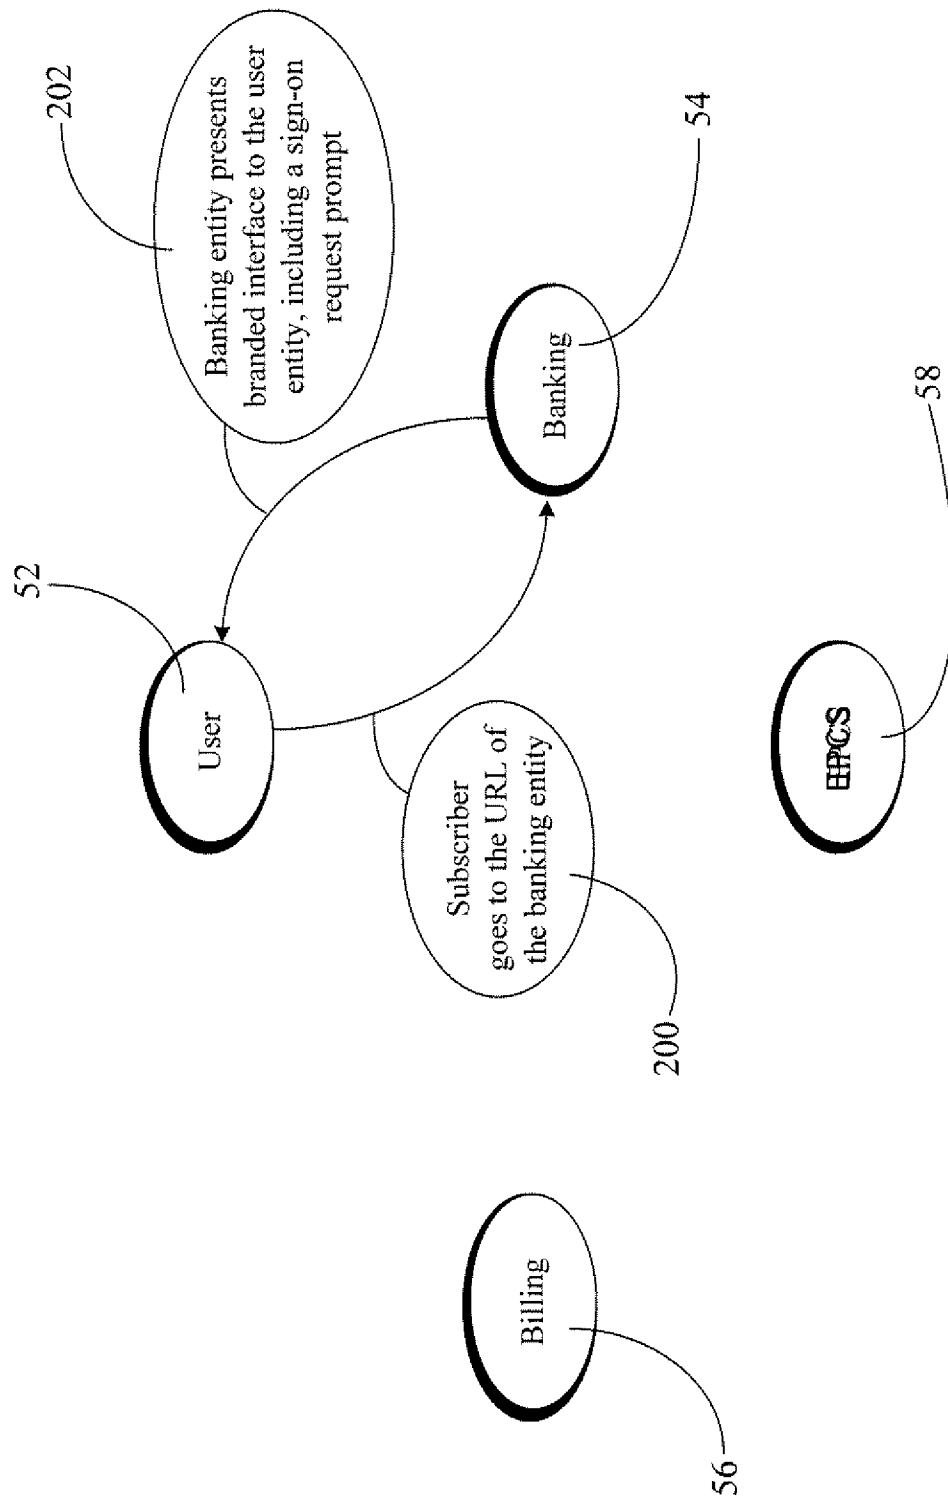 52
202
User
Banking entity presents
branded interface to the user
entity, including a sign-on
request prompt
Subscriber
goes to the URL of
the banking entity
Billing
Banking
200
54
56
58